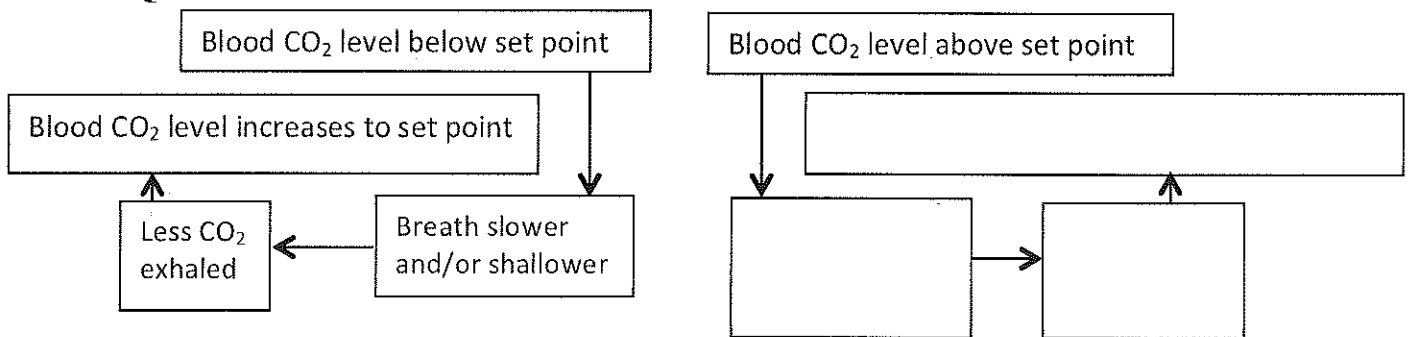 Blood CO₂ level below set point
Blood CO₂ level above set point
Blood CO₂ level increases to set point
Less CO₂
exhaled
Breath slower
and/or shallower